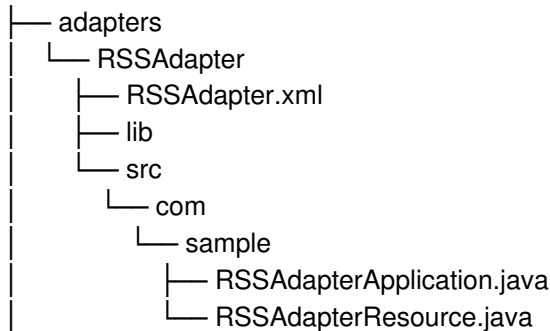 ├── adapters
│   └── RSSAdapter
│       ├── RSSAdapter.xml
│       ├── lib
│       └── src
│           └── com
│               └── sample
│                   ├── RSSAdapterApplication.java
│                   └── RSSAdapterResource.java